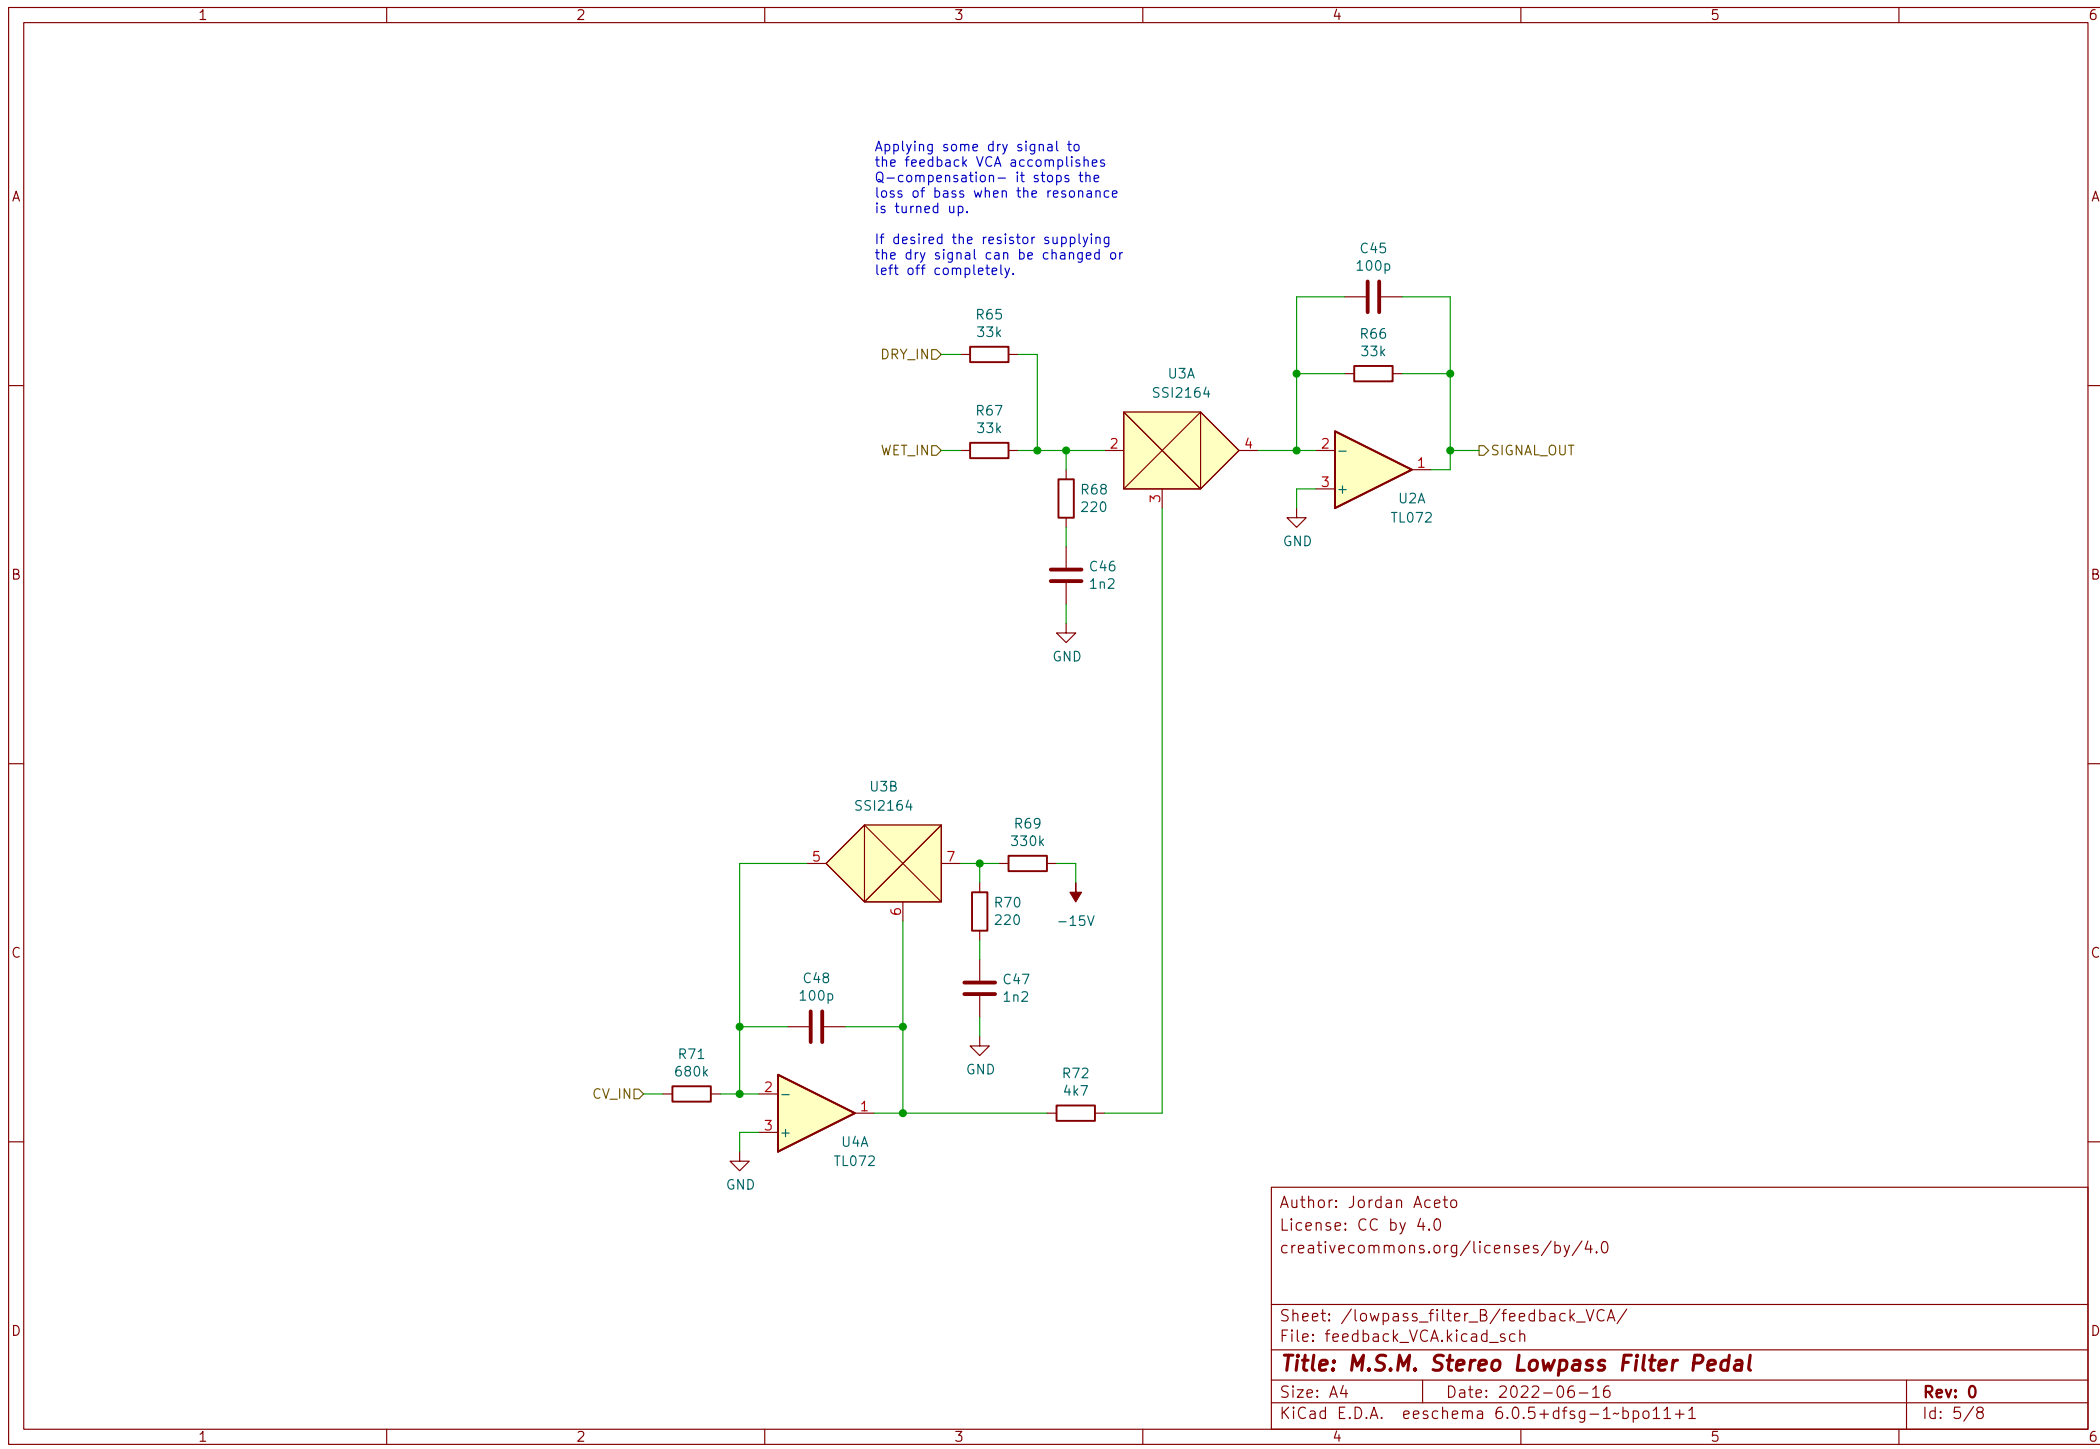 1 2 3 4 5 6
Applying some dry signal to
the feedback VCA accomplishes
Q-compensation- it stops the
loss of bass when the resonance
is turned up.
If desired the resistor supplying
the dry signal can be changed or
left off completely.
A A
C45
100p
R65
33k
DRY_IN
R66
33k
U3A
SSI2164
R67
33k
WET_IN
2
4
3
2
3
1
−
+
SIGNAL_OUT
R68
220
U2A
TL072
GND
B B
C46
1n2
GND
U3B
SSI2164
R69
330k
5
7
6
R70
220
-15V
C C
C48
100p
C47
1n2
GND
R71
680k
CV_IN
2
3
1
−
+
R72
4k7
U4A
TL072
GND
Author: Jordan Aceto
License: CC by 4.0
creativecommons.org/licenses/by/4.0
D D
Sheet: /lowpass_filter_B/feedback_VCA/
File: feedback_VCA.kicad_sch
Title: M.S.M. Stereo Lowpass Filter Pedal
Size: A4 Date: 2022-06-16 Rev: 0
KiCad E.D.A. eeschema 6.0.5+dfsg-1~bpo11+1 Id: 5/8
1 2 3 4 5 6